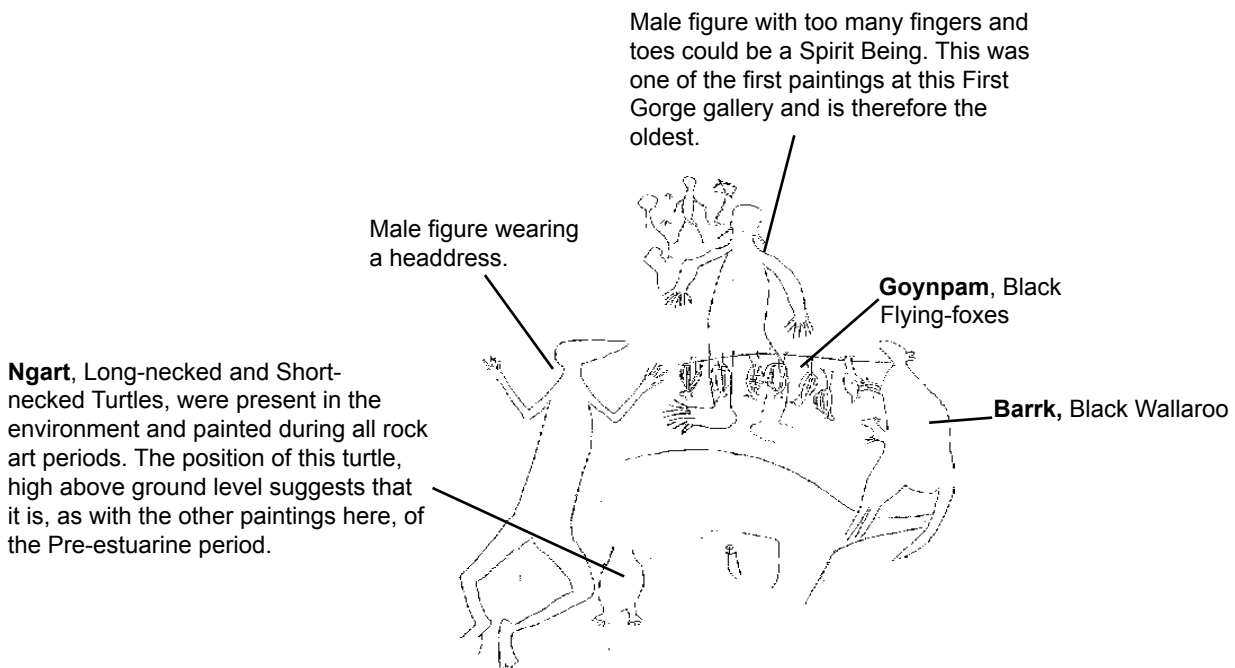 Male figure with too many fingers and
toes could be a Spirit Being. This was
one of the first paintings at this First
Gorge gallery and is therefore the
oldest.
Male figure wearing
a headdress.
Goynpam, Black
Flying-foxes
Ngart, Long-necked and Short-
necked Turtles, were present in the
environment and painted during all rock
art periods. The position of this turtle,
high above ground level suggests that
it is, as with the other paintings here, of
the Pre-estuarine period.
Barrk, Black Wallaroo